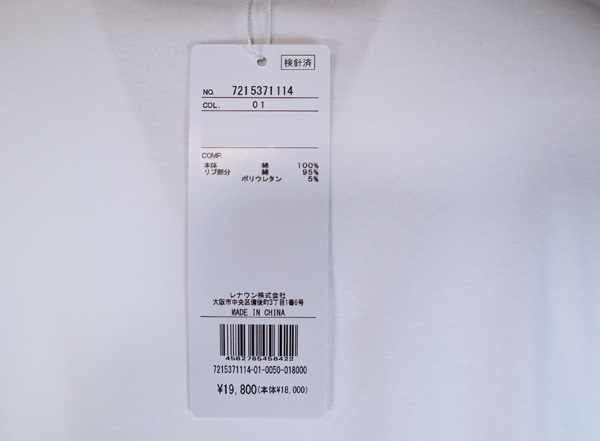 検針済
NO. 7215371114
COL. 01
COMP.
本体 綿 100%
リブ部分 綿 95%
ポリウレタン 5%
レナウン株式会社
大阪市中央区備後町3丁目1番6号
MADE IN CHINA
4582765456422
7215371114-01-0050-018000
¥19,800(本体¥18,000)